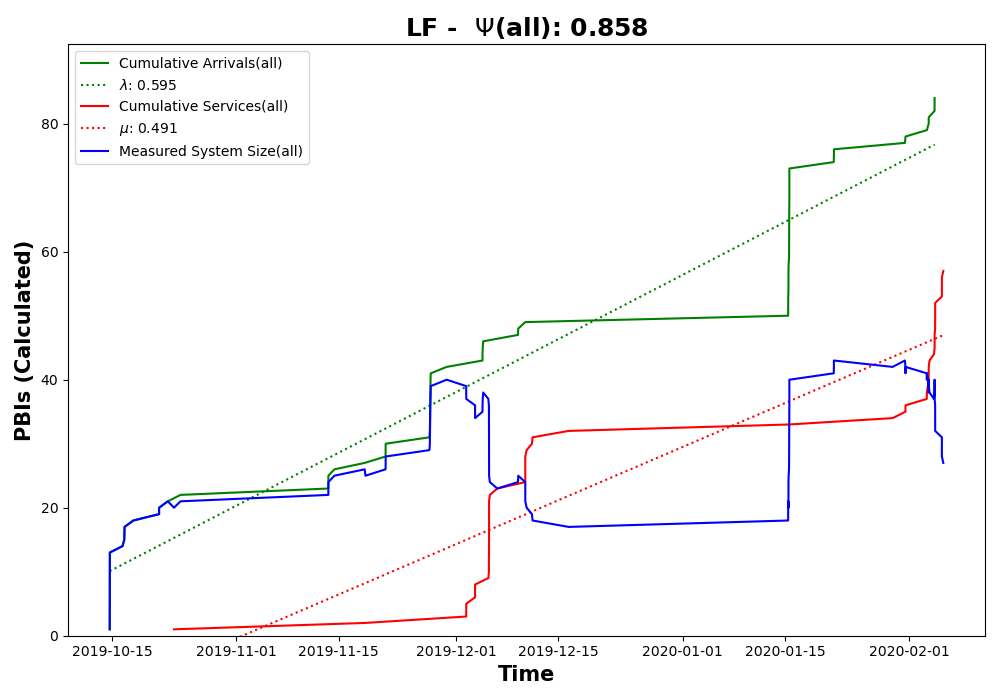 LF - Ψ(all): 0.858
Cumulative Arrivals(all)
λ: 0.595
Cumulative Services(all)
μ: 0.491
Measured System Size(all)
PBIs (Calculated)
80
60
40
20
0
2019-10-15 2019-11-01 2019-11-15 2019-12-01 2019-12-15 2020-01-01 2020-01-15 2020-02-01
Time